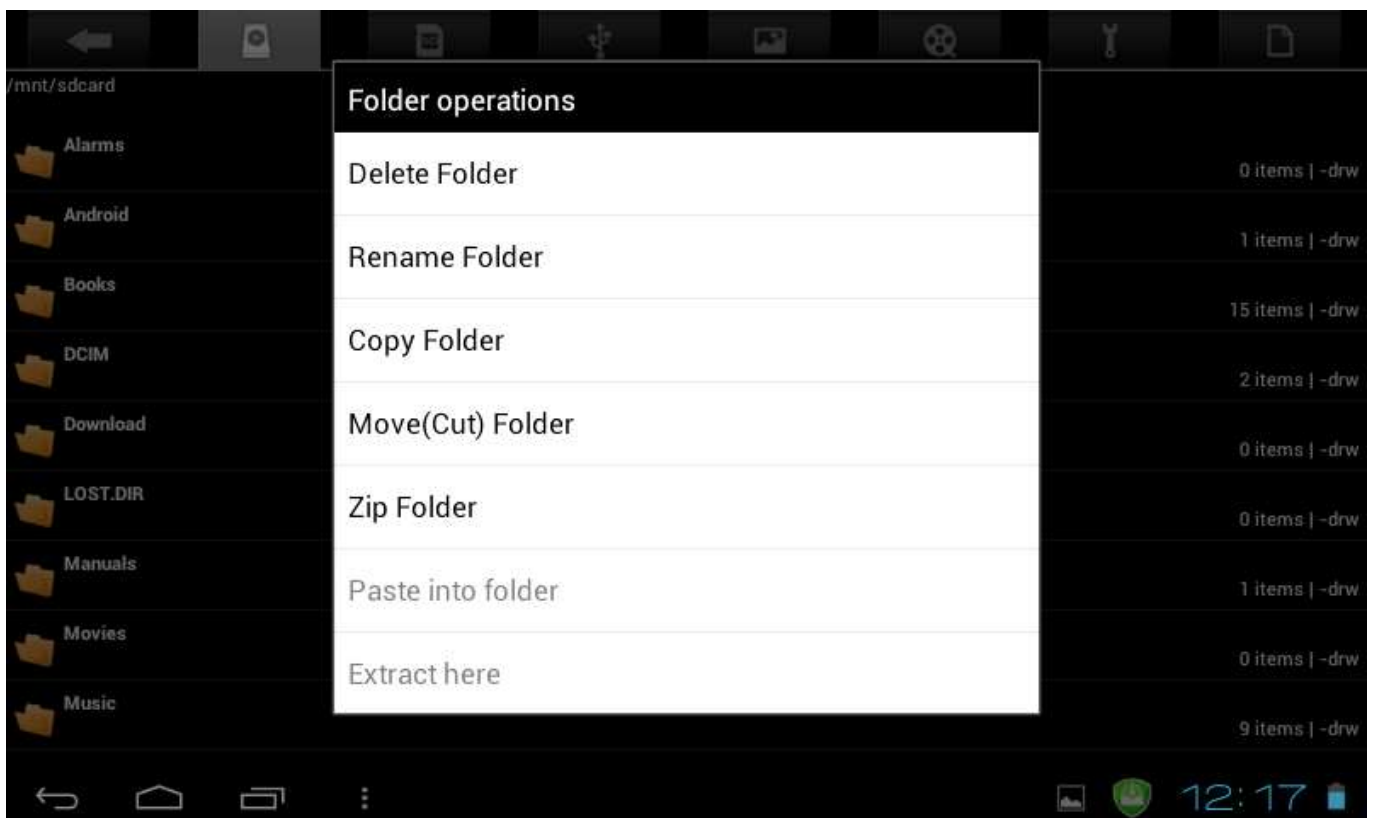 /mnt/sdcard
Folder operations
Alarms
Delete Folder
0 items | -drw
Android
Rename Folder
1 items | -drw
Books
15 items | -drw
Copy Folder
DCIM
2 items | -drw
Download
Move(Cut) Folder
0 items | -drw
LOST.DIR
Zip Folder
0 items | -drw
Manuals
Paste into folder
1 items | -drw
Movies
0 items | -drw
Extract here
Music
9 items | -drw
12:17